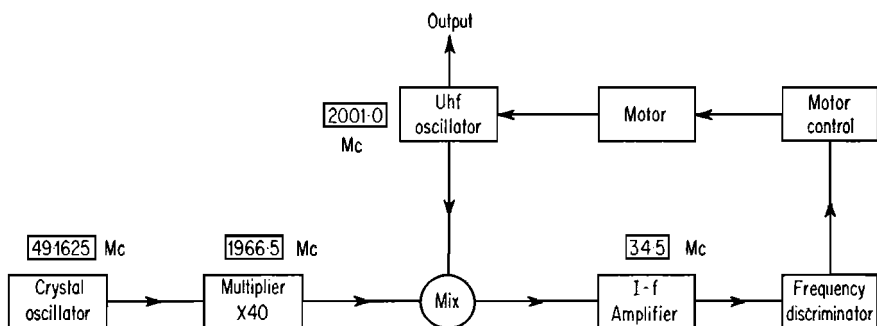 Output
Uhf
oscillator
2001·0
Mc
Motor
Motor
control
49·1625 Mc
1966·5 Mc
34·5 Mc
Crystal
oscillator
Multiplier
X40
Mix
I-f
Amplifier
Frequency
discriminator